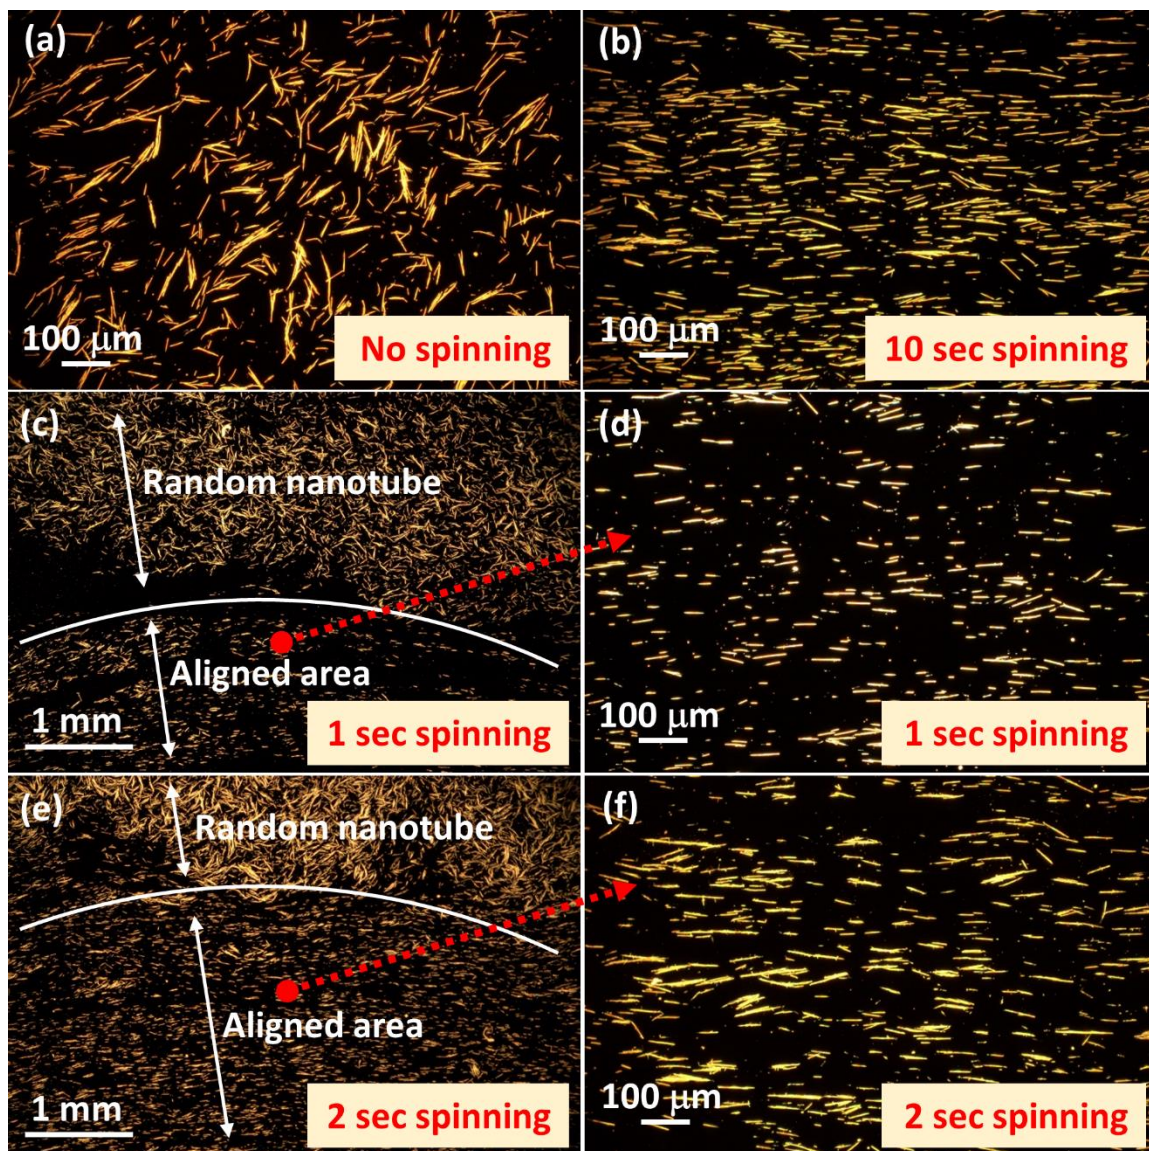 (a)
100 μm
No spinning
(b)
100 μm
10 sec spinning
(c)
Random nanotube
Aligned area
1 mm
1 sec spinning
(d)
100 μm
1 sec spinning
(e)
Random nanotube
Aligned area
1 mm
2 sec spinning
(f)
100 μm
2 sec spinning